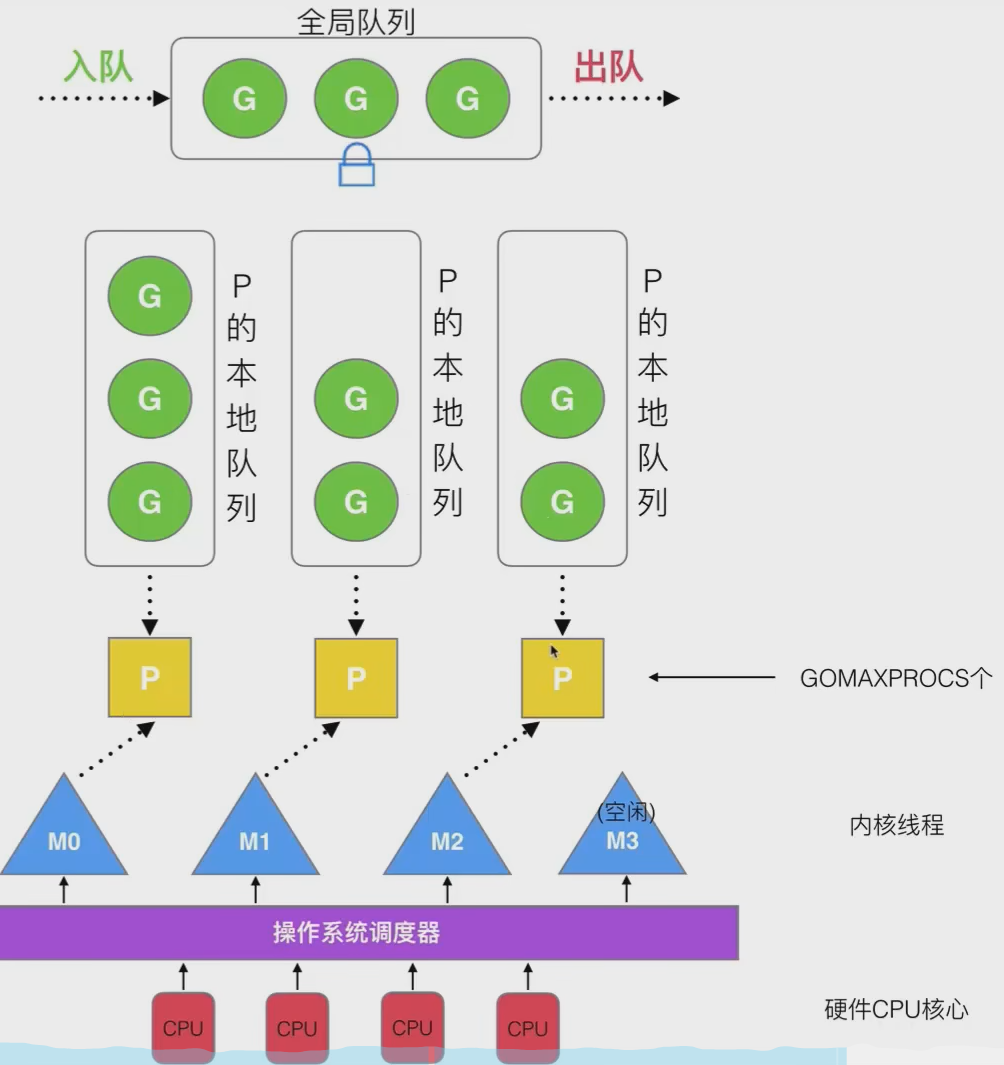 全局队列
入队
出队
G G G
G
G G G
G G G
P的本地队列
P的本地队列
P的本地队列
P P P
GOMAXPROCS个
(空闲)
M0 M1 M2 M3
内核线程
操作系统调度器
硬件CPU核心
CPU CPU CPU CPU